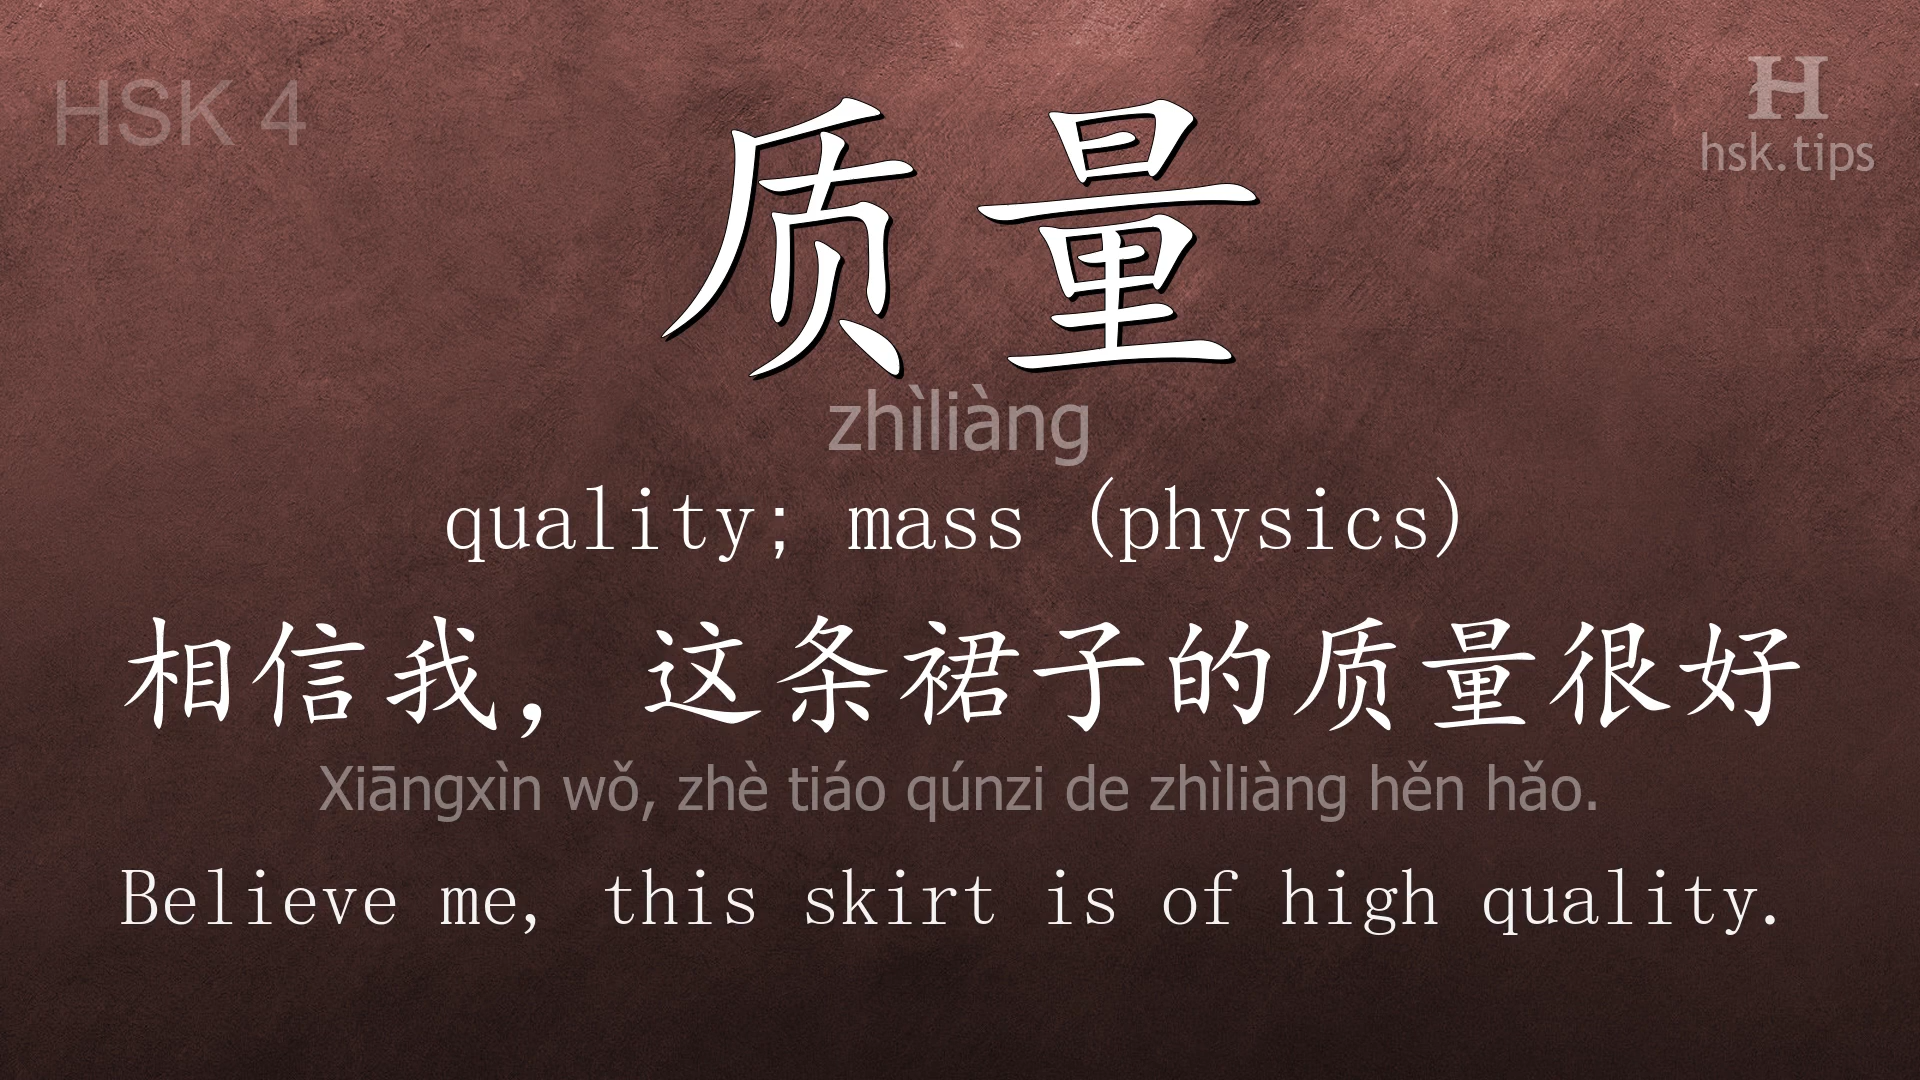 HSK 4
H
hsk.tips
质量
zhìliàng
quality; mass (physics)
相信我，这条裙子的质量很好
Xiāngxìn wǒ, zhè tiáo qúnzi de zhìliàng hěn hǎo.
Believe me, this skirt is of high quality.